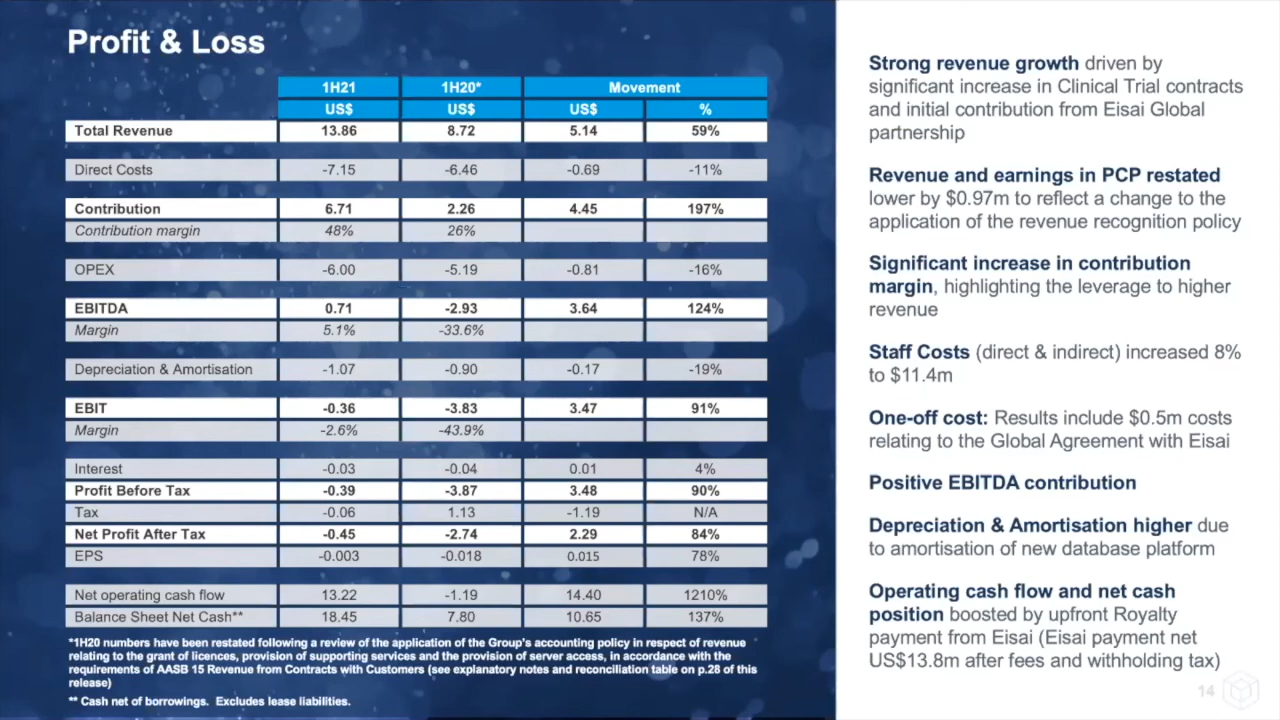 Profit & Loss
1H21 1H20* Movement
US$ US$ US$ %
Total Revenue 13.86 8.72 5.14 59%
Direct Costs -7.15 -6.46 -0.69 -11%
Contribution 6.71 2.26 4.45 197%
Contribution margin 48% 26%
OPEX -6.00 -5.19 -0.81 -16%
EBITDA 0.71 -2.93 3.64 124%
Margin 5.1% -33.6%
Depreciation & Amortisation -1.07 -0.90 -0.17 -19%
EBIT -0.36 -3.83 3.47 91%
Margin -2.6% -43.9%
Interest -0.03 -0.04 0.01 4%
Profit Before Tax -0.39 -3.87 3.48 90%
Tax -0.06 1.13 -1.19 N/A
Net Profit After Tax -0.45 -2.74 2.29 84%
EPS -0.003 -0.018 0.015 78%
Net operating cash flow 13.22 -1.19 14.40 1210%
Balance Sheet Net Cash** 18.45 7.80 10.65 137%
*1H20 numbers have been restated following a review of the application of the Group's accounting policy in respect of revenue
relating to the grant of licences, provision of supporting services and the provision of server access, in accordance with the
requirements of AASB 15 Revenue from Contracts with Customers (see explanatory notes and reconciliation table on p.28 of this
release)
** Cash net of borrowings. Excludes lease liabilities.
Strong revenue growth driven by
significant increase in Clinical Trial contracts
and initial contribution from Eisai Global
partnership
Revenue and earnings in PCP restated
lower by $0.97m to reflect a change to the
application of the revenue recognition policy
Significant increase in contribution
margin, highlighting the leverage to higher
revenue
Staff Costs (direct & indirect) increased 8%
to $11.4m
One-off cost: Results include $0.5m costs
relating to the Global Agreement with Eisai
Positive EBITDA contribution
Depreciation & Amortisation higher due
to amortisation of new database platform
Operating cash flow and net cash
position boosted by upfront Royalty
payment from Eisai (Eisai payment net
US$13.8m after fees and withholding tax)
14